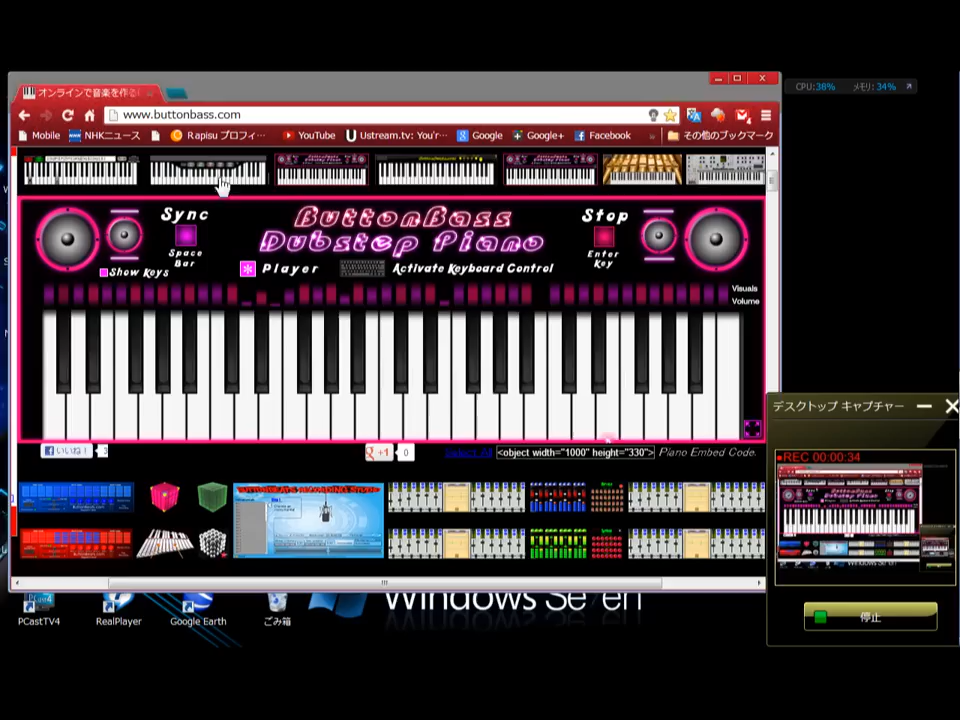 オンラインで音楽を作る
CPU:38% メモリ:34%
www.buttonbass.com
Mobile NHKニュース Rapisu プロフィ… YouTube Ustream.tv: You'r… Google Google+ Facebook その他のブックマーク
Sync
Space
Bar
ButtonBass
Dubstep Piano
Stop
Enter
Key
Show Keys
Player
Activate Keyboard Control
Visuals
Volume
いいね！ 3
g +1 0
Select All <object width="1000" height="330"> Piano Embed Code.
デスクトップ キャプチャー
REC 00:00:34
停止
Windows Se7en
PCastTV4 RealPlayer Google Earth ごみ箱